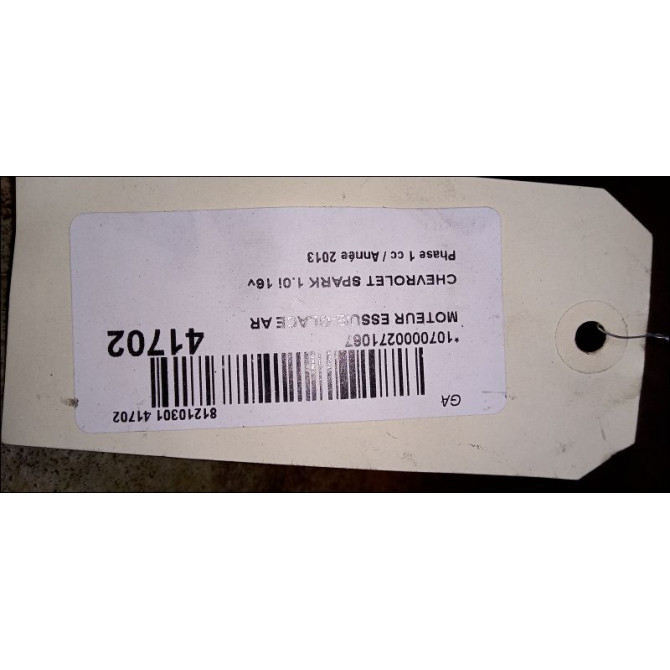 GA
81210301 41702
*1070000271067
41702
MOTEUR ESSUIE-GLACE AR
CHEVROLET SPARK 1.0i 16v
Phase 1 cc / Année 2013